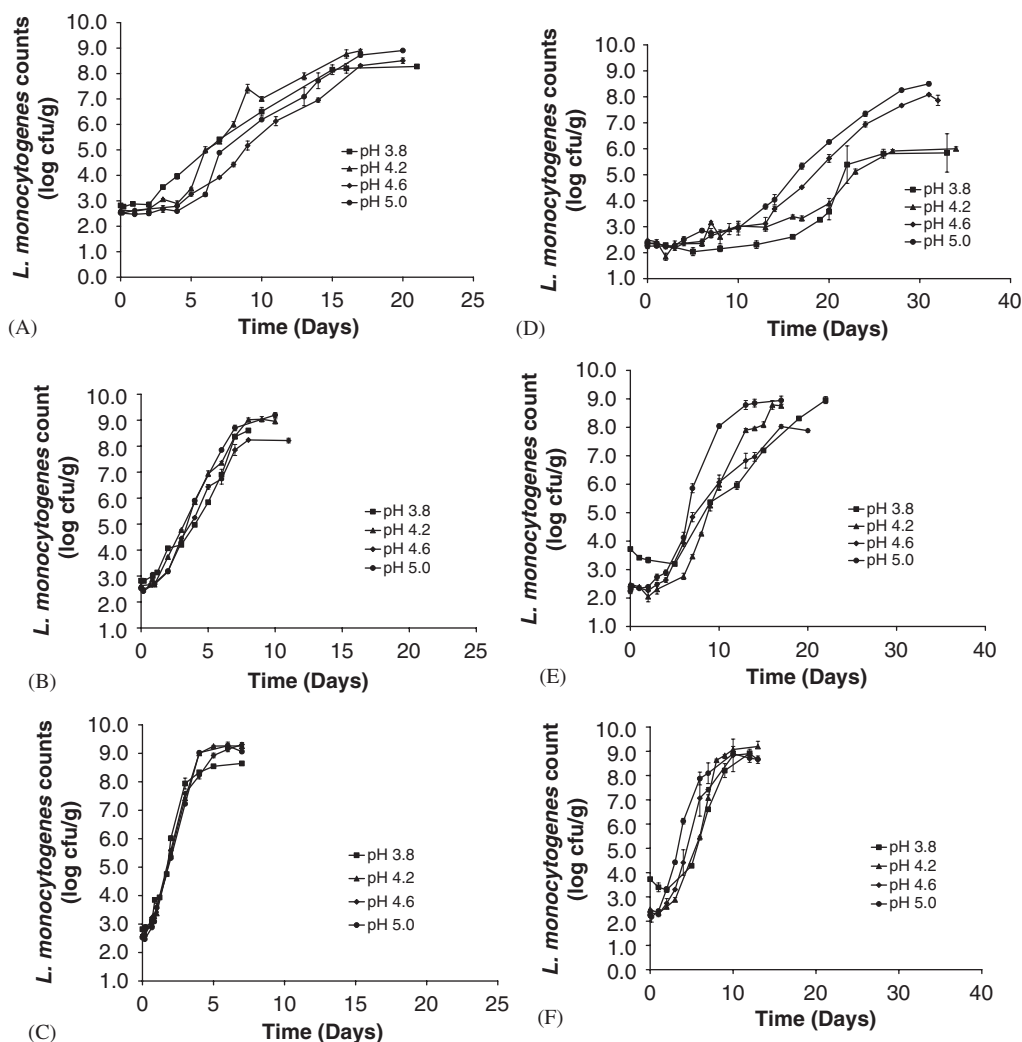 L. monocytogenes counts
(log cfu/g)
10.0
9.0
8.0
7.0
6.0
5.0
4.0
3.0
2.0
1.0
0.0
pH 3.8
pH 4.2
pH 4.6
pH 5.0
0 5 10 15 20 25
Time (Days)
(A)
L. monocytogenes counts
(log cfu/g)
10.0
9.0
8.0
7.0
6.0
5.0
4.0
3.0
2.0
1.0
pH 3.8
pH 4.2
pH 4.6
pH 5.0
0 10 20 30 40
Time (Days)
(D)
L. monocytogenes count
(log cfu/g)
10.0
9.0
8.0
7.0
6.0
5.0
4.0
3.0
2.0
1.0
pH 3.8
pH 4.2
pH 4.6
pH 5.0
0 5 10 15 20 25
Time (Days)
(B)
L. monocytogenes count
(log cfu/g)
10.0
9.0
8.0
7.0
6.0
5.0
4.0
3.0
2.0
1.0
pH 3.8
pH 4.2
pH 4.6
pH 5.0
0 10 20 30 40
Time (Days)
(E)
L. monocytogenes counts
(log cfu/g)
10.0
9.0
8.0
7.0
6.0
5.0
4.0
3.0
2.0
1.0
pH 3.8
pH 4.2
pH 4.6
pH 5.0
0 5 10 15 20 25
Time (Days)
(C)
L. monocytogenes count
(log cfu/g)
10.0
9.0
8.0
7.0
6.0
5.0
4.0
3.0
2.0
1.0
0.0
pH 3.8
pH 4.2
pH 4.6
pH 5.0
0 10 20 30 40
Time (Days)
(F)